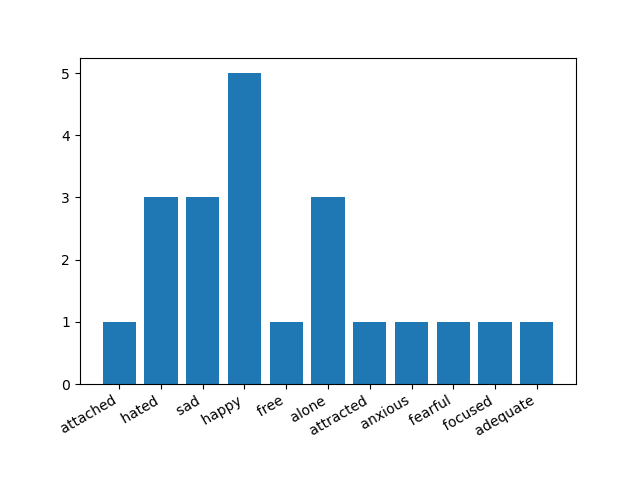 5
4
3
2
1
0
attached
hated
sad
happy
free
alone
attracted
anxious
fearful
focused
adequate